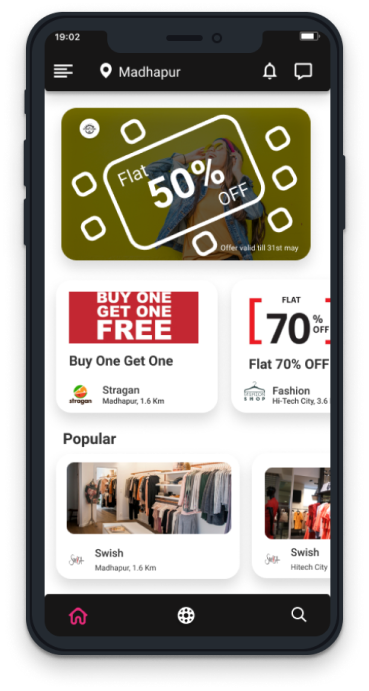 19:02
Madhapur
Flat
50%
OFF
Offer valid till 31st may
BUY ONE
GET ONE
FREE
Buy One Get One
Stragan
stragan
Madhapur, 1.6 Km
FLAT
70% OFF
Flat 70% OFF
Fashion
FASHION
SHOP
Hi-Tech City, 3.6
Popular
Swish
Madhapur, 1.6 Km
Swish
Hitech City